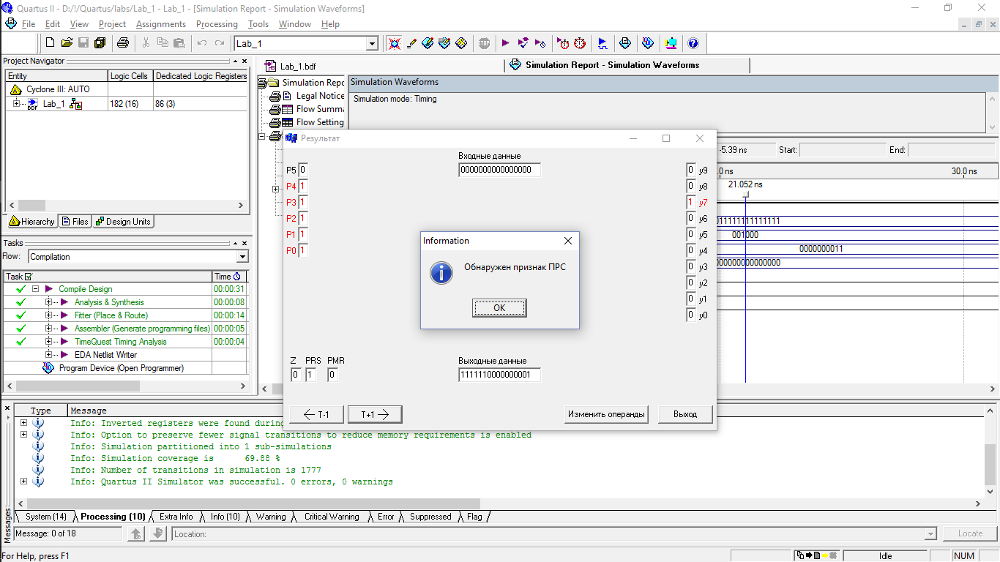 Quartus II - D:/!/Quartus/labs/Lab_1 - Lab_1 - [Simulation Report - Simulation Waveforms]
File Edit View Project Assignments Processing Tools Window Help
Lab_1
Project Navigator
Entity Logic Cells Dedicated Logic Registers
Cyclone III: AUTO
Lab_1 182 (16) 86 (3)
Hierarchy Files Design Units
Tasks
Flow: Compilation
Task Time
Compile Design 00:00:31
Analysis & Synthesis 00:00:08
Fitter (Place & Route) 00:00:14
Assembler (Generate programming files) 00:00:05
TimeQuest Timing Analysis 00:00:04
EDA Netlist Writer
Program Device (Open Programmer)
Lab_1.bdf Simulation Report - Simulation Waveforms
Simulation Repo
Legal Notice
Flow Summa
Flow Setting
Simulation Waveforms
Simulation mode: Timing
-5.39 ns Start: End:
.0 ns 30.0 ns
21.052 ns
11111111111111
001000
0000000011
00000000000000
Результат
Входные данные
0000000000000000
P5 0
P4 1
P3 1
P2 1
P1 1
P0 1
0 y9
0 y8
1 y7
0 y6
0 y5
0 y4
0 y3
0 y2
0 y1
0 y0
Information
Обнаружен признак ПРС
OK
Z PRS PMR
0 1 0
Выходные данные
1111110000000001
T-1 T+1 Изменить операнды Выход
Type Message
Info: Inverted registers were found during
Info: Option to preserve fewer signal transitions to reduce memory requirements is enabled
Info: Simulation partitioned into 1 sub-simulations
Info: Simulation coverage is 69.88 %
Info: Number of transitions in simulation is 1777
Info: Quartus II Simulator was successful. 0 errors, 0 warnings
System (14) Processing (10) Extra Info Info (10) Warning Critical Warning Error Suppressed Flag
Messages
Message: 0 of 18 Location: Locate
For Help, press F1 Idle NUM